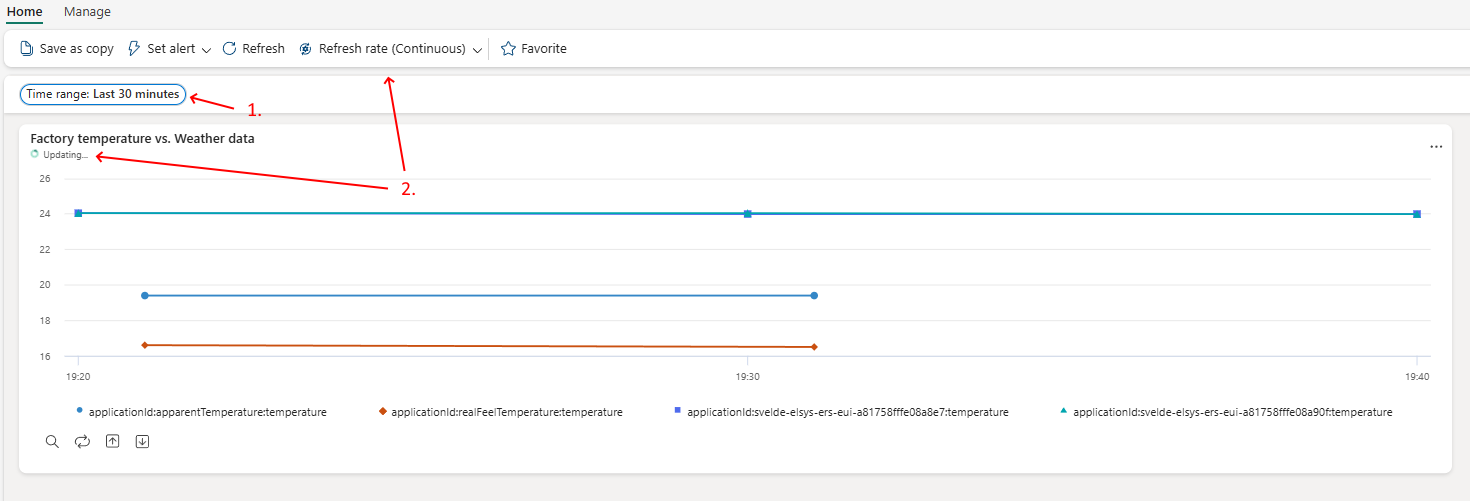 Home Manage
Save as copy Set alert Refresh Refresh rate (Continuous) Favorite
Time range: Last 30 minutes
1.
Factory temperature vs. Weather data
Updating...
2.
26
24
22
20
18
16
19:20 19:30 19:40
applicationId:apparentTemperature:temperature applicationId:realFeelTemperature:temperature applicationId:svelde-elsys-ers-eui-a81758fffe08a8e7:temperature applicationId:svelde-elsys-ers-eui-a81758fffe08a90f:temperature